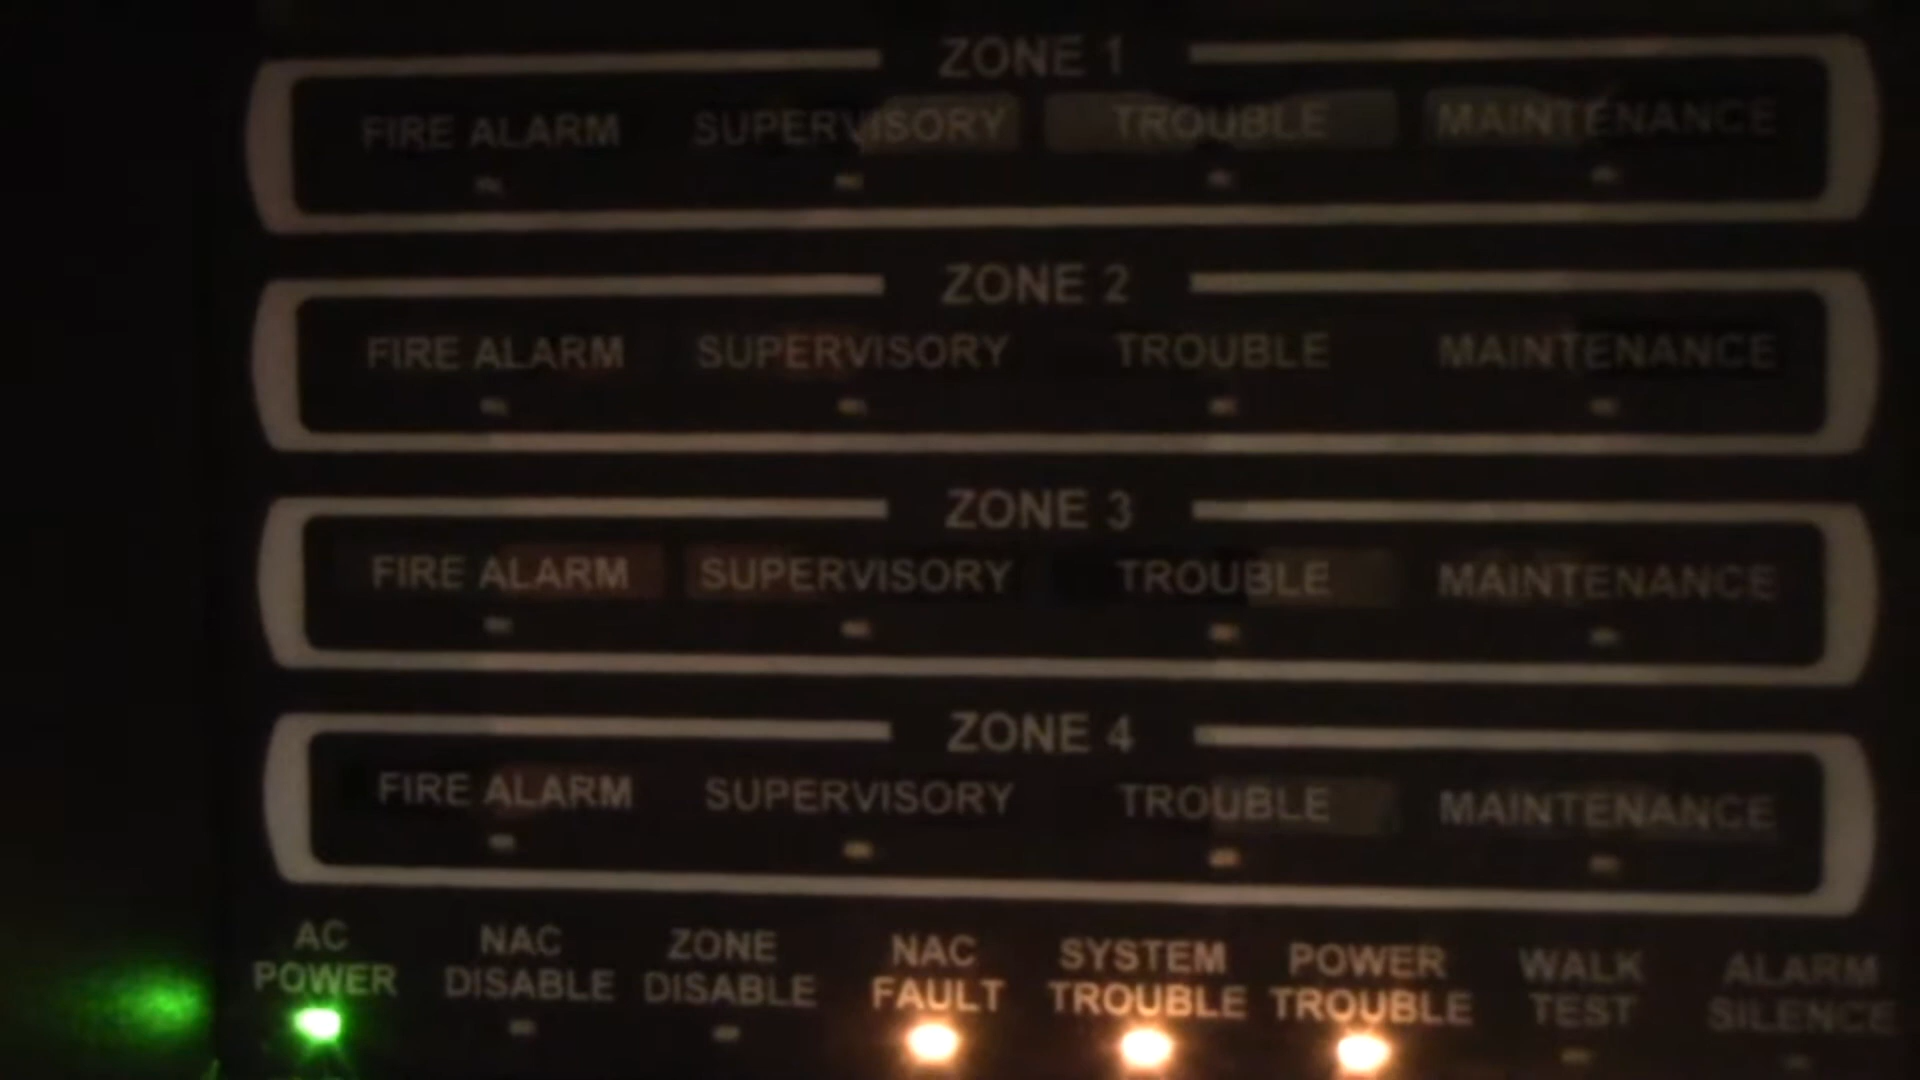 ZONE 1
FIRE ALARM SUPERVISORY TROUBLE MAINTENANCE
ZONE 2
FIRE ALARM SUPERVISORY TROUBLE MAINTENANCE
ZONE 3
FIRE ALARM SUPERVISORY TROUBLE MAINTENANCE
ZONE 4
FIRE ALARM SUPERVISORY TROUBLE MAINTENANCE
AC
POWER
NAC
DISABLE
ZONE
DISABLE
NAC
FAULT
SYSTEM
TROUBLE
POWER
TROUBLE
WALK
TEST
ALARM
SILENCE